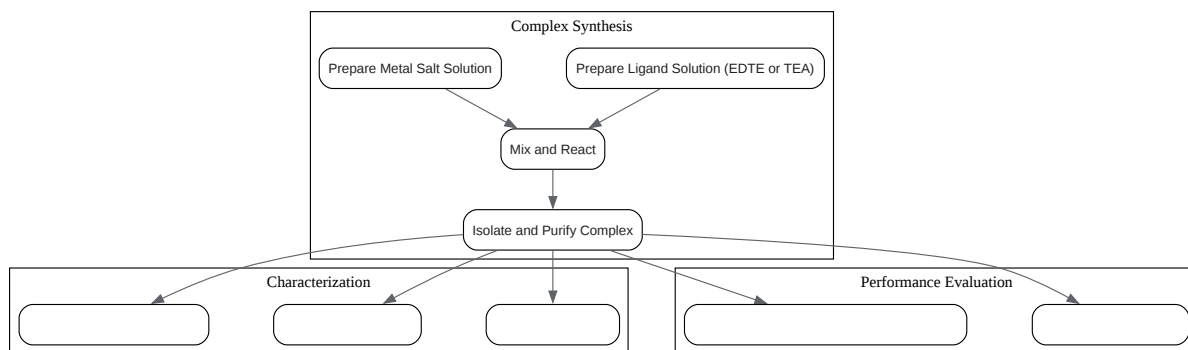 Complex Synthesis
Prepare Metal Salt Solution
Prepare Ligand Solution (EDTE or TEA)
Mix and React
Isolate and Purify Complex
Characterization
Performance Evaluation